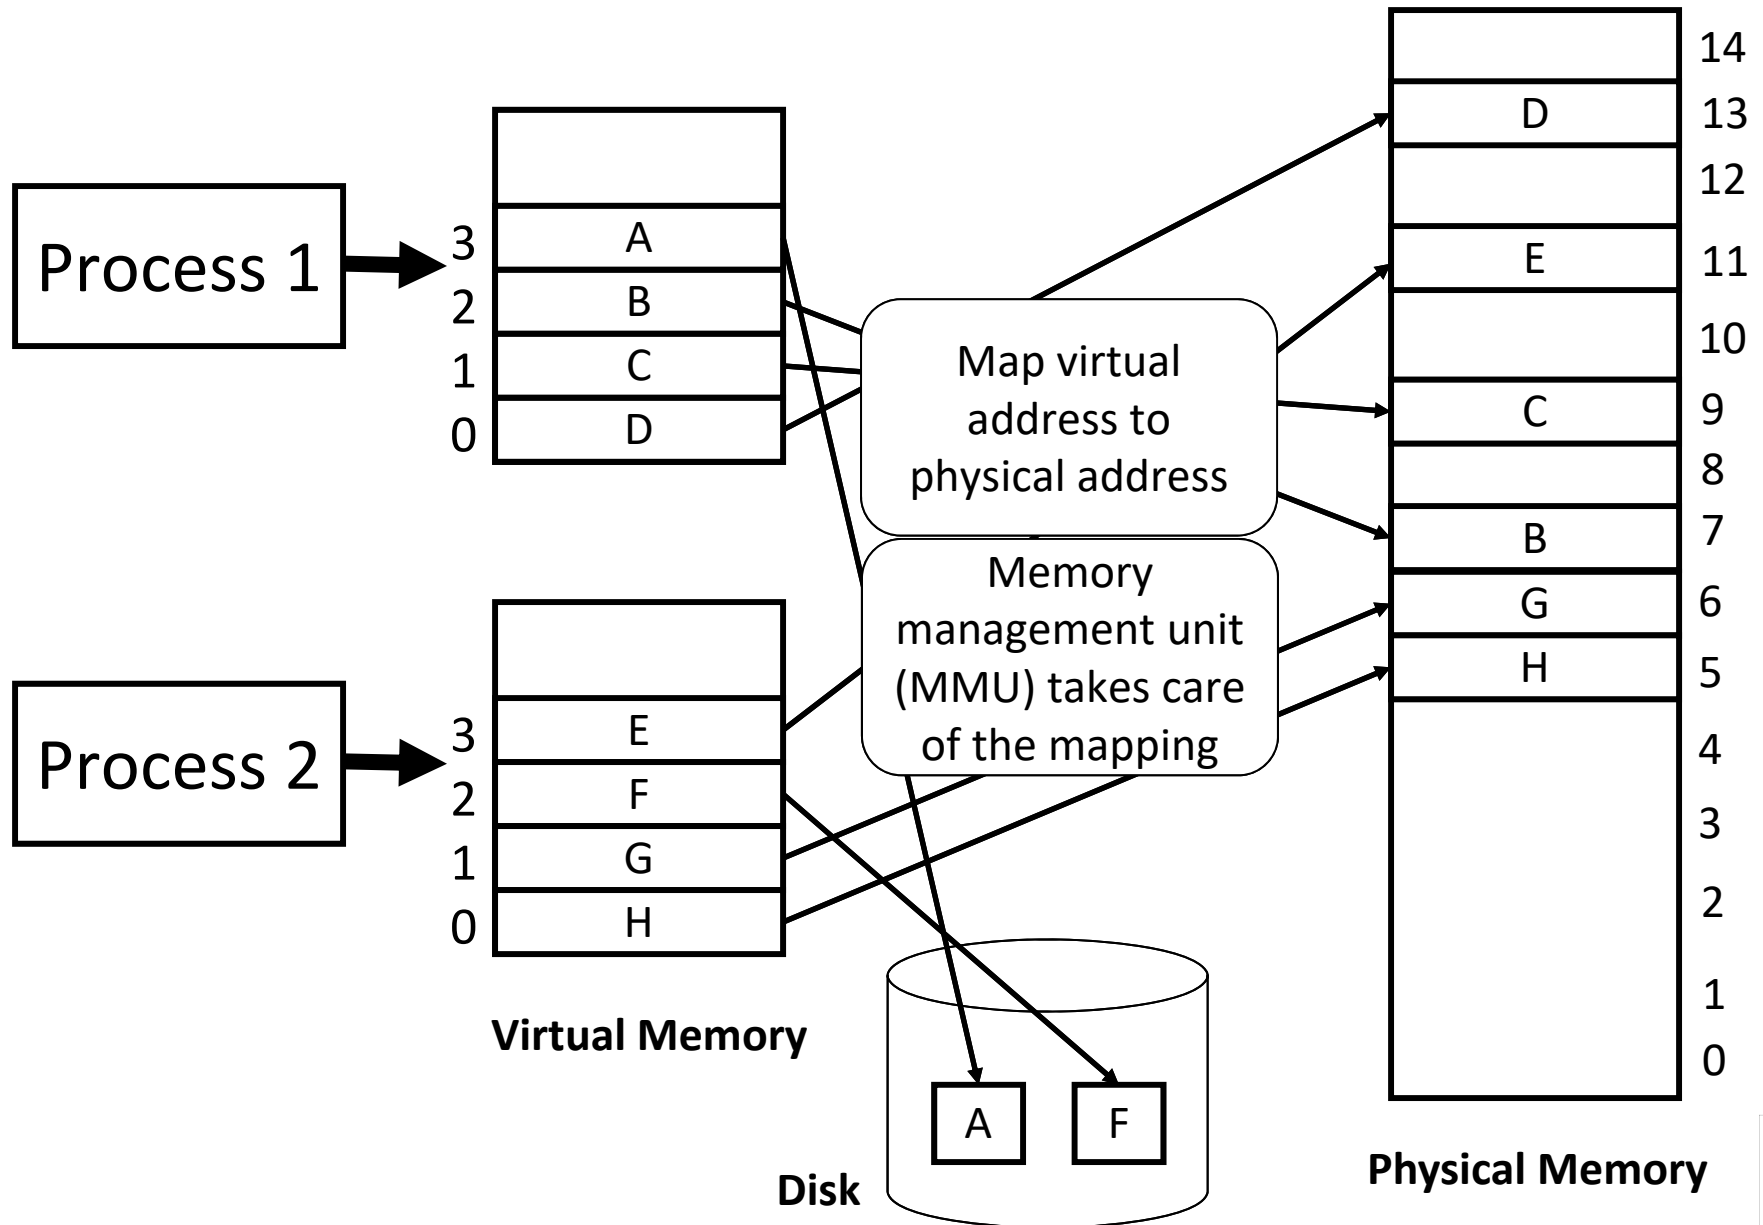 Process 1
3
A
2
B
1
C
0
D
Process 2
3
E
2
F
1
G
0
H
Virtual Memory
Map virtual
address to
physical address
Memory
management unit
(MMU) takes care
of the mapping
A
F
Disk
14
D
13
12
E
11
10
C
9
8
B
7
G
6
H
5
4
3
2
1
0
Physical Memory